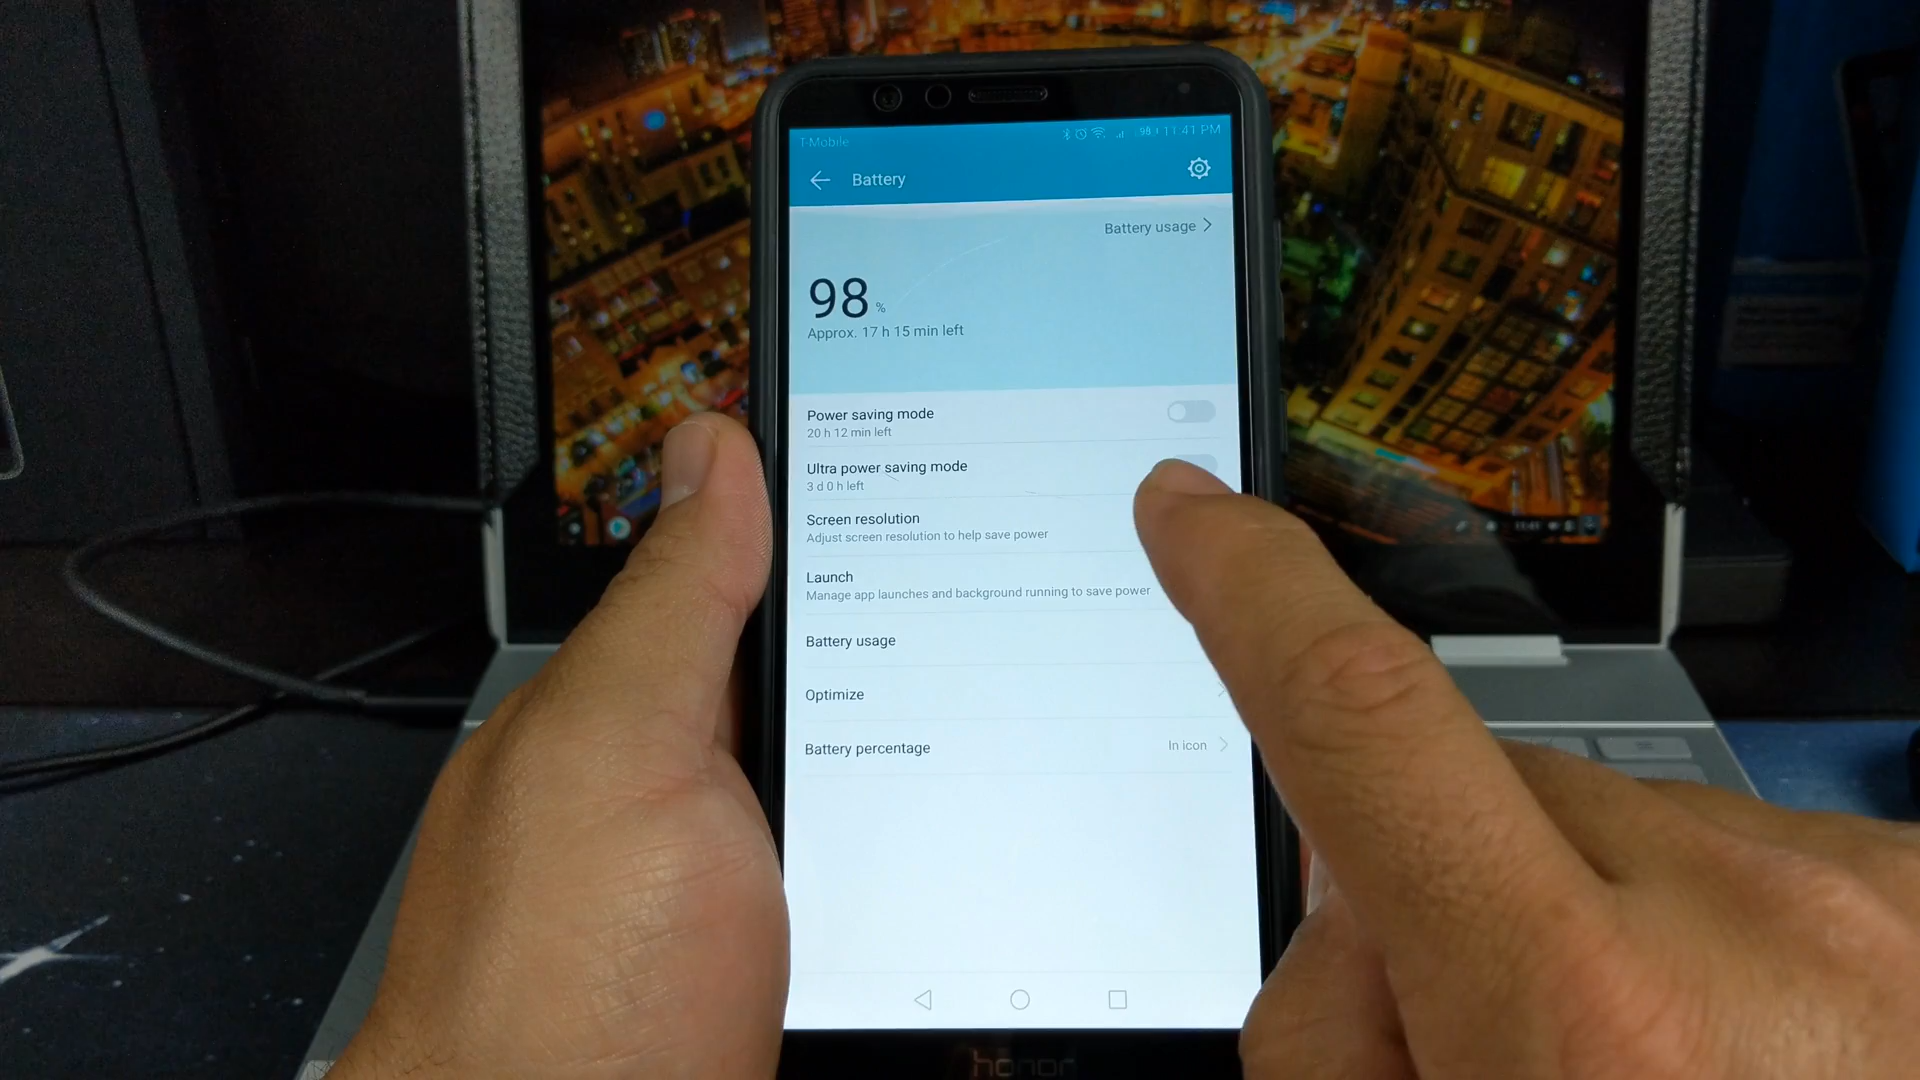 T-Mobile 98 11:41 PM
Battery
Battery usage
98 %
Approx. 17 h 15 min left
Power saving mode
20 h 12 min left
Ultra power saving mode
3 d 0 h left
Screen resolution
Adjust screen resolution to help save power
Launch
Manage app launches and background running to save power
Battery usage
Optimize
Battery percentage In icon
honor